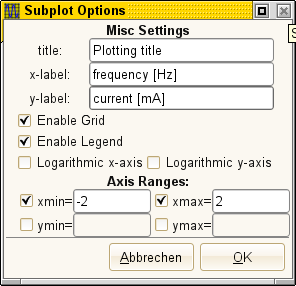 Subplot Options
Misc Settings
title: Plotting title
x-label: frequency [Hz]
y-label: current [mA]
Enable Grid
Enable Legend
Logarithmic x-axis Logarithmic y-axis
Axis Ranges:
xmin= -2 xmax= 2
ymin= ymax=
Abbrechen OK